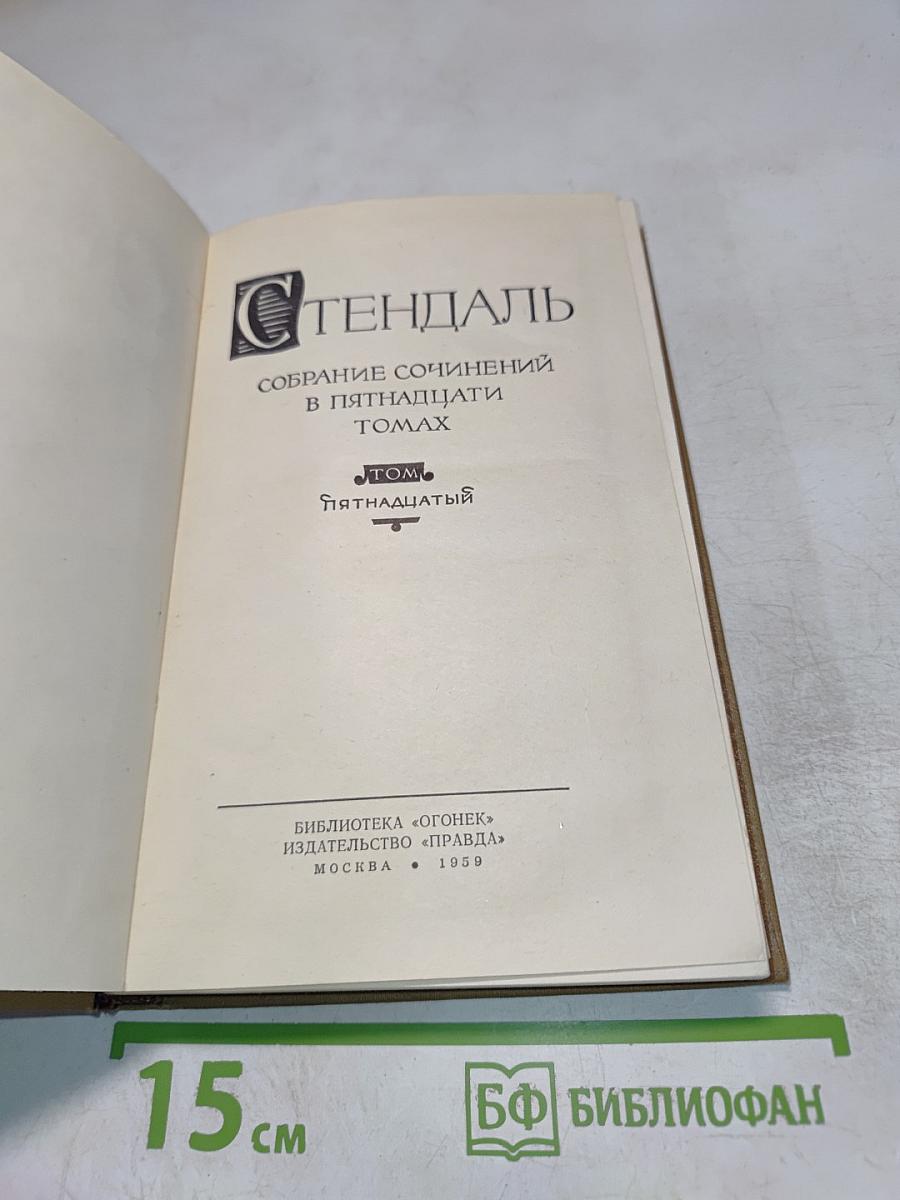 СТЕНДАЛЬ
СОБРАНИЕ СОЧИНЕНИЙ
В ПЯТНАДЦАТИ
ТОМАХ
ТОМ
ПЯТНАДЦАТЫЙ
БИБЛИОТЕКА «ОГОНЕК»
ИЗДАТЕЛЬСТВО «ПРАВДА»
МОСКВА • 1959
15 см
БФ БИБЛИОФАН